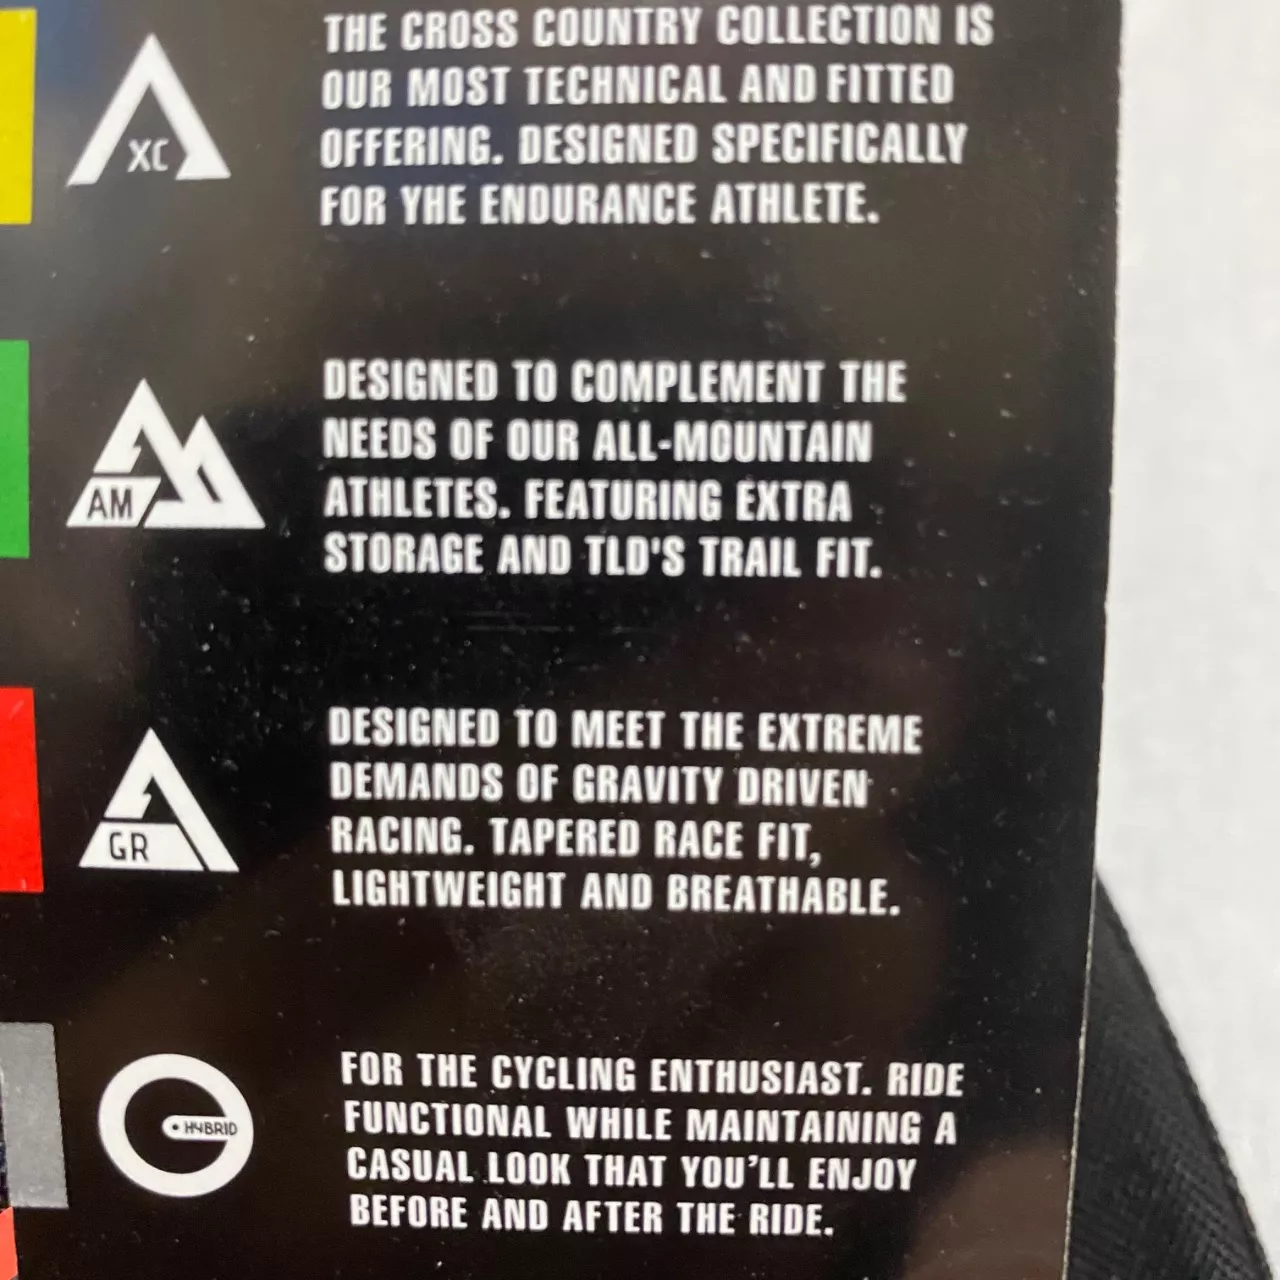 XC
THE CROSS COUNTRY COLLECTION IS
OUR MOST TECHNICAL AND FITTED
OFFERING. DESIGNED SPECIFICALLY
FOR YHE ENDURANCE ATHLETE.
AM
DESIGNED TO COMPLEMENT THE
NEEDS OF OUR ALL-MOUNTAIN
ATHLETES. FEATURING EXTRA
STORAGE AND TLD'S TRAIL FIT.
GR
DESIGNED TO MEET THE EXTREME
DEMANDS OF GRAVITY DRIVEN
RACING. TAPERED RACE FIT,
LIGHTWEIGHT AND BREATHABLE.
HYBRID
FOR THE CYCLING ENTHUSIAST. RIDE
FUNCTIONAL WHILE MAINTAINING A
CASUAL LOOK THAT YOU'LL ENJOY
BEFORE AND AFTER THE RIDE.